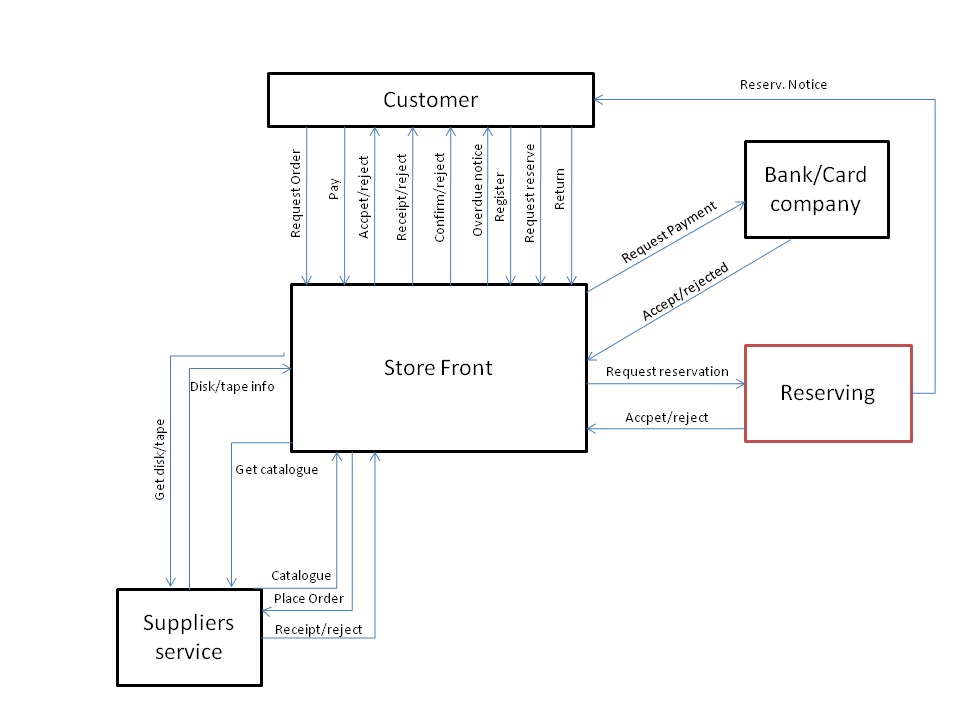 Reserv. Notice
Customer
Request Order
Pay
Accpet/reject
Receipt/reject
Confirm/reject
Overdue notice
Register
Request reserve
Return
Bank/Card
company
Request Payment
Accept/rejected
Store Front
Request reservation
Reserving
Accpet/reject
Disk/tape info
Get disk/tape
Get catalogue
Catalogue
Place Order
Receipt/reject
Suppliers
service